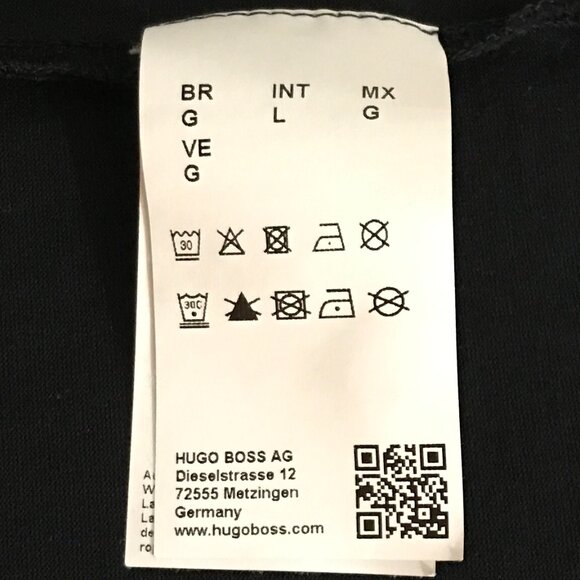 BR INT MX
G L G
VE
G
30
30C
HUGO BOSS AG
Dieselstrasse 12
72555 Metzingen
Germany
www.hugoboss.com